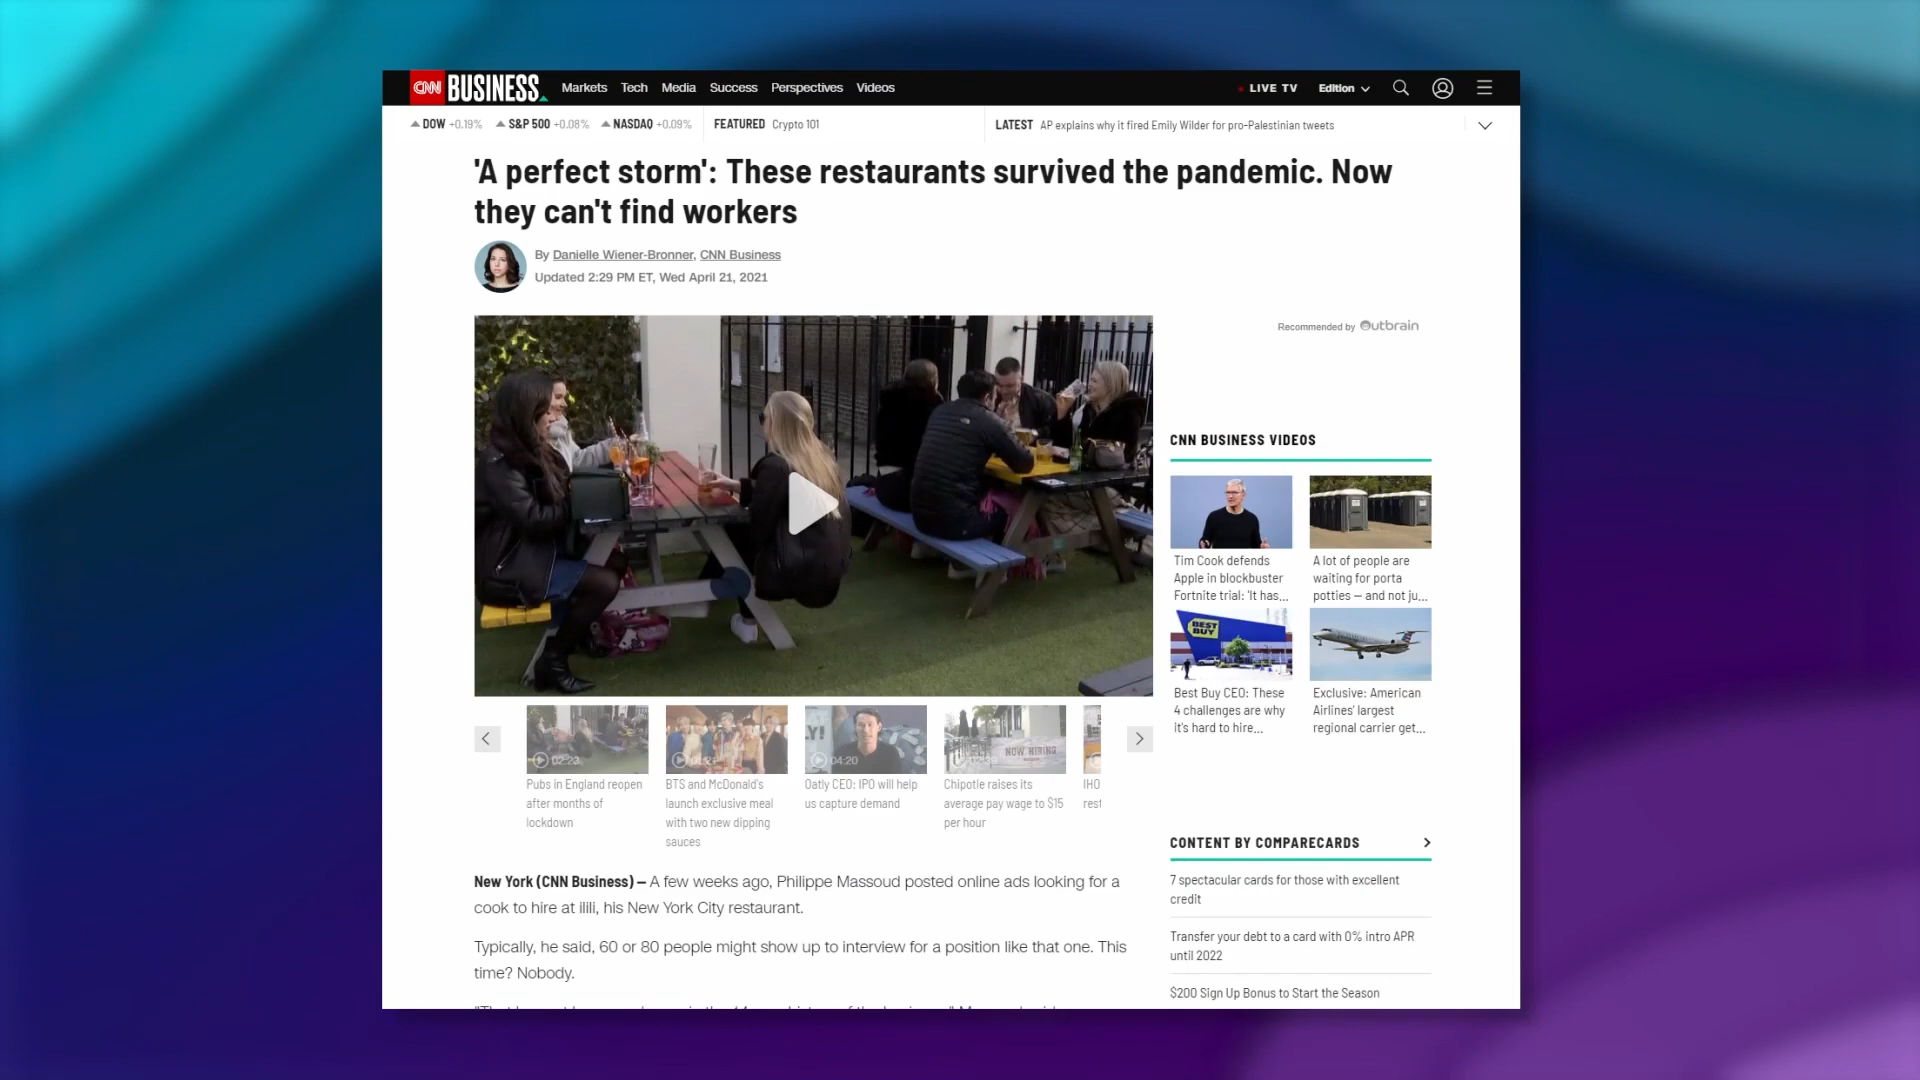 CNN BUSINESS Markets Tech Media Success Perspectives Videos LIVE TV Edition
DOW +0.19% S&P 500 +0.08% NASDAQ +0.09% FEATURED Crypto 101 LATEST AP explains why it fired Emily Wilder for pro-Palestinian tweets
'A perfect storm': These restaurants survived the pandemic. Now
they can't find workers
By Danielle Wiener-Bronner, CNN Business
Updated 2:29 PM ET, Wed April 21, 2021
Recommended by Outbrain
CNN BUSINESS VIDEOS
Tim Cook defends
Apple in blockbuster
Fortnite trial: 'It has...
A lot of people are
waiting for porta
potties — and not ju...
BEST
BUY
Best Buy CEO: These
4 challenges are why
it's hard to hire...
Exclusive: American
Airlines' largest
regional carrier get...
02:23
Pubs in England reopen
after months of
lockdown
BTS and McDonald's
launch exclusive meal
with two new dipping
sauces
04:20
Oatly CEO: IPO will help
us capture demand
NOW HIRING
Chipotle raises its
average pay wage to $15
per hour
IHO
rest
New York (CNN Business) — A few weeks ago, Philippe Massoud posted online ads looking for a
cook to hire at ilili, his New York City restaurant.
Typically, he said, 60 or 80 people might show up to interview for a position like that one. This
time? Nobody.
CONTENT BY COMPARECARDS
7 spectacular cards for those with excellent
credit
Transfer your debt to a card with 0% intro APR
until 2022
$200 Sign Up Bonus to Start the Season